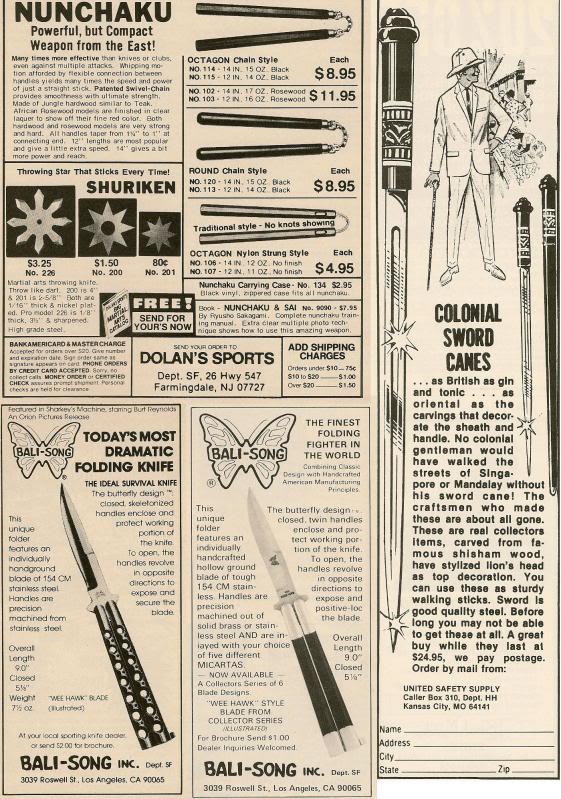 NUNCHAKU
Powerful, but Compact
Weapon from the East!
Many times more effective than knives or clubs,
even against multiple attacks. Whipping mo-
tion afforded by flexible connection between
handles yields many times the speed and power
of just a straight stick. Patented Swivel-Chain
provides smoothness with ultimate strength.
Made of Jungle hardwood similar to Teak.
African Rosewood models are finished in clear
laquer to show off their fine red color. Both
hardwood and rosewood models are very strong
and hard. All handles taper from 1¼" to 1" at
connecting end. 12" lengths are most popular
and give a little extra speed. 14" gives a bit
more power and reach.
OCTAGON Chain Style Each
NO. 114 - 14 IN, 15 OZ. Black
NO. 115 - 12 IN, 14 OZ. Black
$8.95
NO. 102 - 14 IN, 17 OZ, Rosewood
NO. 103 - 12 IN, 16 OZ, Rosewood
$11.95
ROUND Chain Style Each
NO. 120 - 14 IN, 15 OZ. Black
NO. 113 - 12 IN, 14 OZ. Black
$8.95
Traditional style - No knots showing
OCTAGON Nylon Strung Style Each
NO. 106 - 14 IN, 12 OZ, No finish
NO. 107 - 12 IN, 11 OZ, No finish
$4.95
Nunchaku Carrying Case - No. 134 $2.95
Black vinyl, zippered case fits all nunchaku.
Book - NUNCHAKU & SAI No. 9090 - $7.95
By Ryusho Sakagami. Complete nunchaku train-
ing manual. Extra clear multiple photo tech-
nique shows how to use this amazing weapon.
Throwing Star That Sticks Every Time!
SHURIKEN
$3.25
No. 226
$1.50
No. 200
80¢
No. 201
Martial arts throwing knife.
Throw like dart. 200 is 4"
& 201 is 2-5/8" Both are
1/16" thick & nickel plat-
ed. Pro model 226 is 1/8"
thick, 3½" & sharpened.
High grade steel.
BIG
MARTIAL
ARTS
CATALOG
FREE!
SEND FOR
YOUR'S NOW
BANKAMERICARD & MASTER CHARGE
Accepted for orders over $20. Give number
and expiration date. Sign order same as
signature appears on card. PHONE ORDERS
BY CREDIT CARD ACCEPTED. Sorry, no
collect calls. MONEY ORDER or CERTIFIED
CHECK assures prompt shipment. Personal
checks are held for clearance.
SEND YOUR ORDER TO
DOLAN'S SPORTS
Dept. SF, 26 Hwy 547
Farmingdale, NJ 07727
ADD SHIPPING
CHARGES
Orders under $10 — 75c
$10 to $20 ——— $1.00
Over $20 ——— $1.50
Featured in Sharkey's Machine, starring Burt Reynolds
An Orion Pictures Release
BALI-SONG
®
TODAY'S MOST
DRAMATIC
FOLDING KNIFE
THE IDEAL SURVIVAL KNIFE
The butterfly design ™:
closed, skeletonized
handles enclose and
protect working
portion of
the knife.
To open, the
handles revolve
in opposite
directions to
expose and
secure the
blade.
This
unique
folder
features an
individually
handground
blade of 154 CM
stainless steel.
Handles are
precision
machined from
stainless steel.
Overall
Length
9.0"
Closed
5⅛"
Weight
7½ oz.
"WEE HAWK" BLADE
(Illustrated)
At your local sporting knife dealer,
or send $2.00 for brochure.
BALI-SONG INC. Dept. SF
3039 Roswell St., Los Angeles, CA 90065
BALI-SONG
®
THE FINEST
FOLDING
FIGHTER IN
THE WORLD
Combining Classic
Design with Handcrafted
American Manufacturing
Principles.
This
unique
folder
features an
individually
handcrafted
hollow ground
blade of tough
154 CM stain-
less. Handles are
precision
machined out of
solid brass or stain-
less steel AND are in-
layed with your choice
of five different
MICARTAS.
The butterfly design ™:
closed, twin handles
enclose and pro-
tect working por-
tion of the knife.
To open, the
handles revolve
in opposite
directions to
expose and
positive-loc
the blade.
Overall
Length
9.0"
Closed
5⅛"
— NOW AVAILABLE —
A Collectors Series of 6
Blade Designs.
"WEE HAWK" STYLE
BLADE FROM
COLLECTOR SERIES
(ILLUSTRATED)
For Brochure Send $1.00
Dealer Inquiries Welcomed.
BALI-SONG INC. Dept. SF
3039 Roswell St., Los Angeles, CA 90065
COLONIAL
SWORD
CANES
. . . as British as gin
and tonic . . . as
oriental as the
carvings that decor-
ate the sheath and
handle. No colonial
gentleman would
have walked the
streets of Singa-
pore or Mandalay without
his sword cane! The
craftsmen who made
these are about all gone.
These are real collectors
items, carved from fa-
mous shisham wood,
have stylized lion's head
as top decoration. You
can use these as sturdy
walking sticks. Sword is
good quality steel. Before
long you may not be able
to get these at all. A great
buy while they last at
$24.95, we pay postage.
Order by mail from:
UNITED SAFETY SUPPLY
Caller Box 310, Dept. HH
Kansas City, MO 64141
Name
Address
City
State Zip